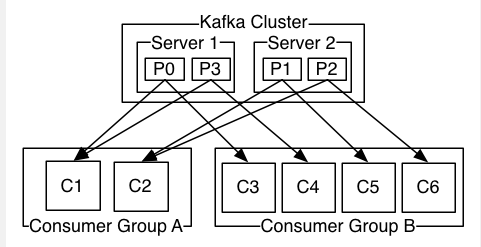 Kafka Cluster
Server 1 Server 2
P0 P3 P1 P2
C1 C2 C3 C4 C5 C6
Consumer Group A Consumer Group B